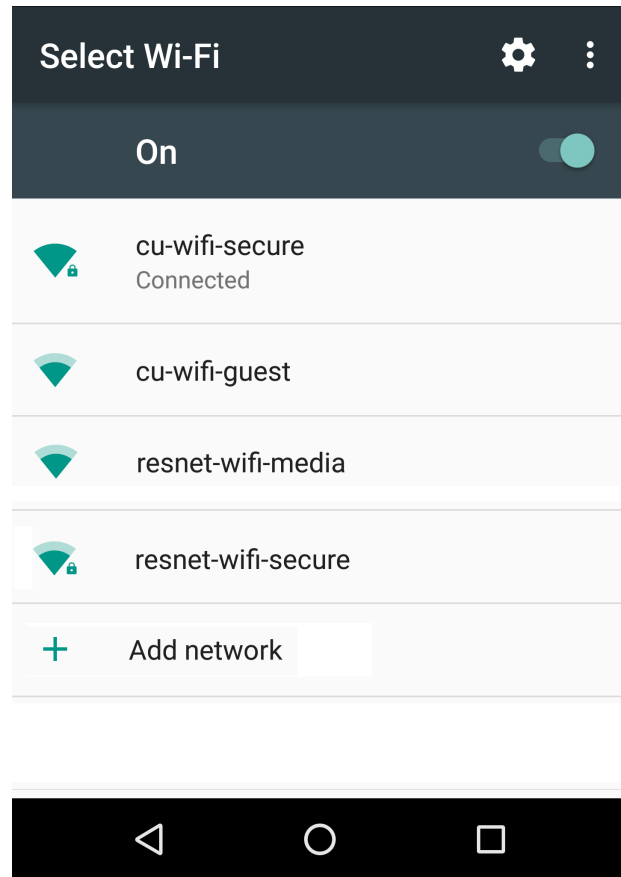 Select Wi-Fi
On
cu-wifi-secure
Connected
cu-wifi-guest
resnet-wifi-media
resnet-wifi-secure
Add network